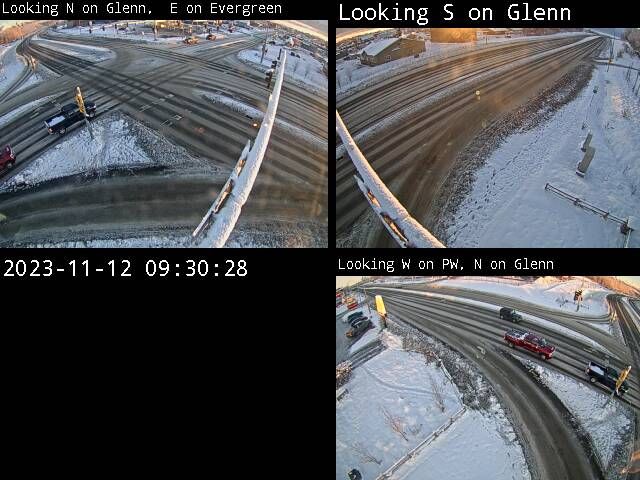 Looking N on Glenn,  E on Evergreen
Looking S on Glenn
2023-11-12 09:30:28
Looking W on PW, N on Glenn